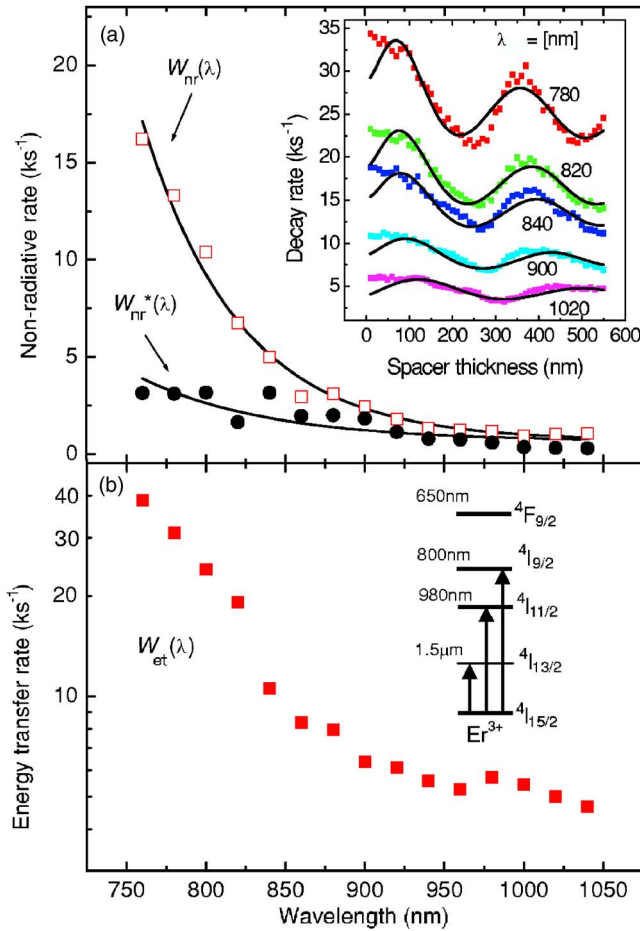 (a)
λ = [nm]
Non-radiative rate (ks⁻¹)
20
15
10
5
0
W_nr(λ)
W_nr*(λ)
Decay rate (ks⁻¹)
35
30
25
20
15
10
5
780
820
840
900
1020
0 100 200 300 400 500 600
Spacer thickness (nm)
(b)
Energy transfer rate (ks⁻¹)
40
30
20
10
W_et(λ)
650nm ⁴F₉/₂
800nm ⁴I₉/₂
980nm ⁴I₁₁/₂
1.5μm ⁴I₁₃/₂
⁴I₁₅/₂
Er³⁺
750 800 850 900 950 1000 1050
Wavelength (nm)